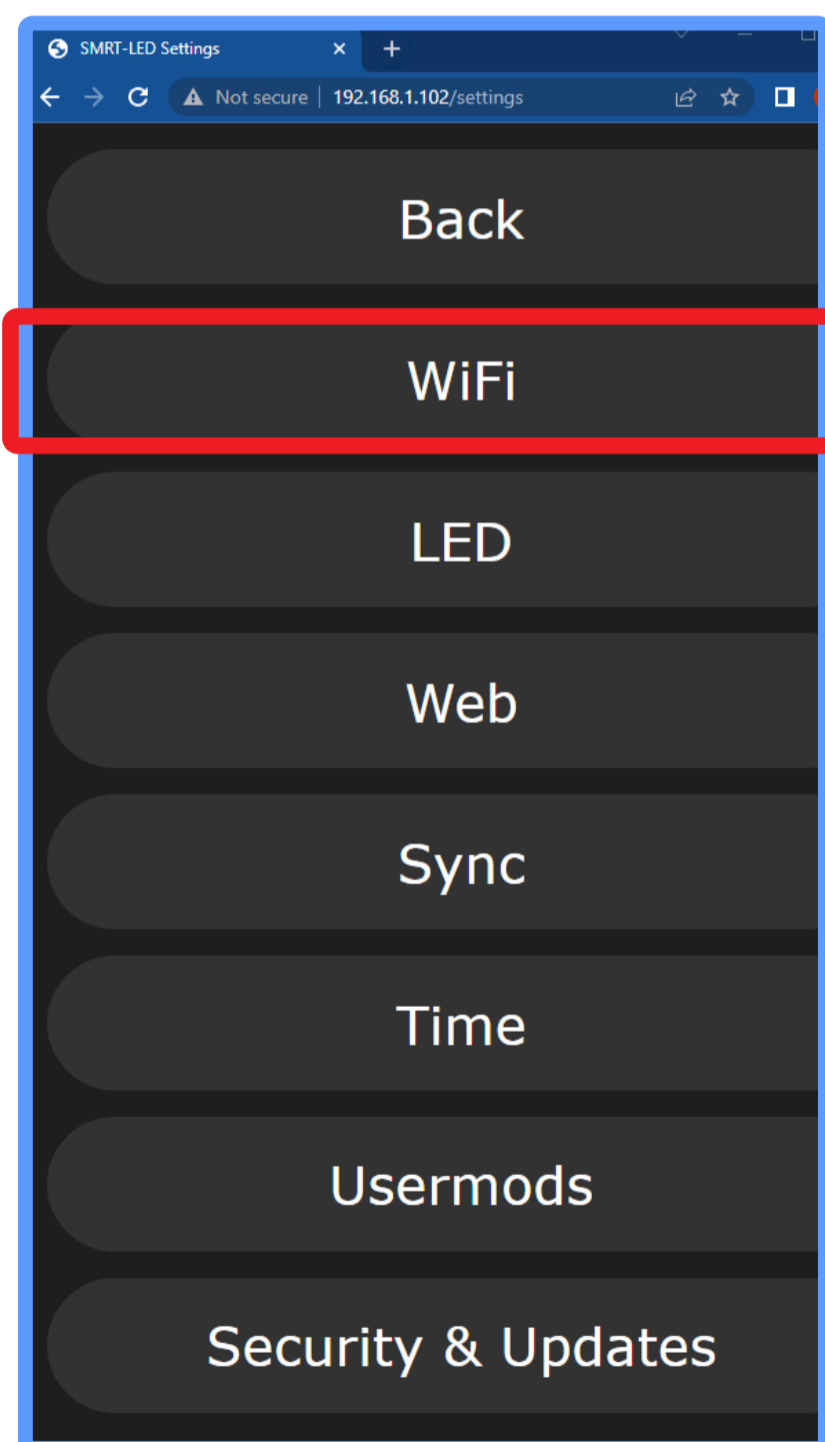 SMRT-LED Settings
Not secure | 192.168.1.102/settings
Back
WiFi
LED
Web
Sync
Time
Usermods
Security & Updates